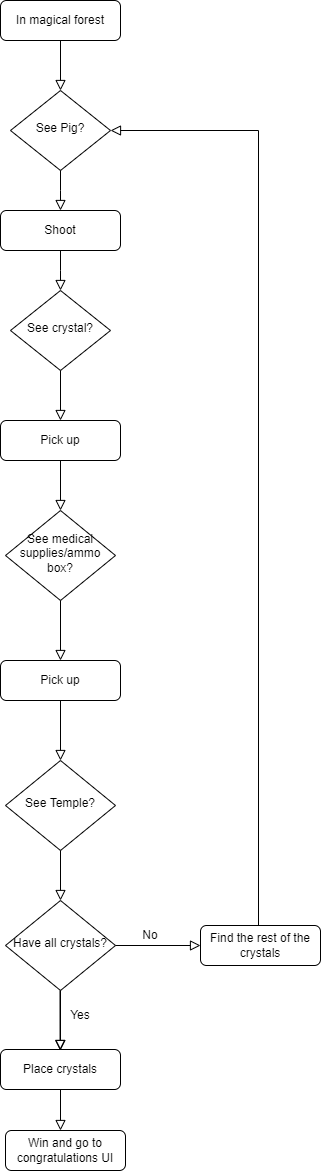 In magical forest
See Pig?
Shoot
See crystal?
Pick up
See medical
supplies/ammo
box?
Pick up
See Temple?
Have all crystals?
No
Find the rest of the
crystals
Yes
Place crystals
Win and go to
congratulations UI